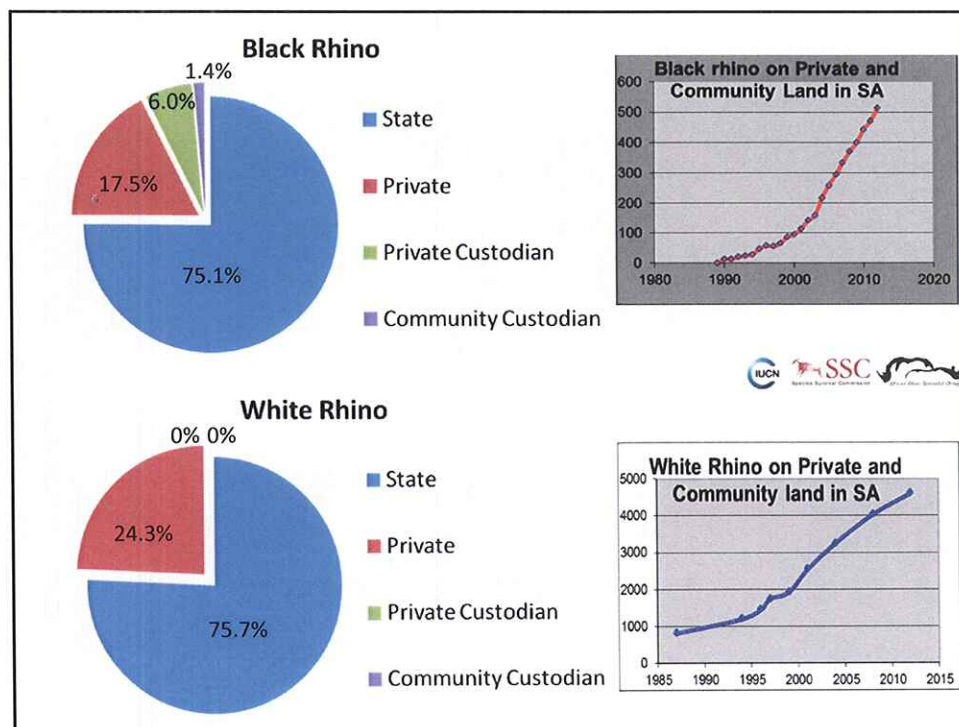 Black Rhino
1.4%
6.0%
17.5%
75.1%
State
Private
Private Custodian
Community Custodian
Black rhino on Private and
Community Land in SA
600
500
400
300
200
100
0
1980 1990 2000 2010 2020
IUCN SSC
Species Survival Commission
White Rhino
0% 0%
24.3%
75.7%
State
Private
Private Custodian
Community Custodian
White Rhino on Private and
Community land in SA
5000
4000
3000
2000
1000
0
1985 1990 1995 2000 2005 2010 2015